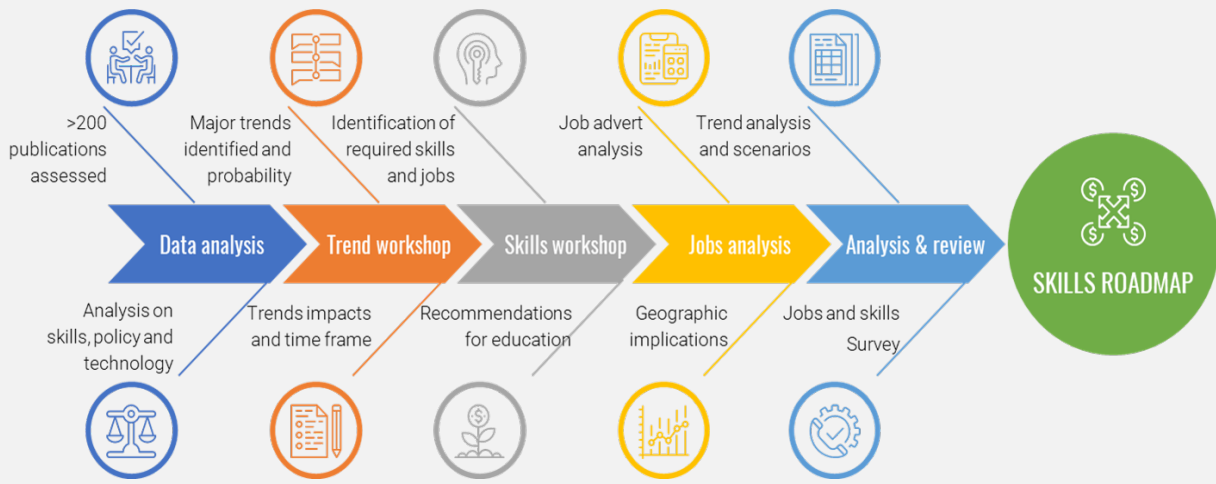 >200
publications
assessed
Major trends
identified and
probability
Identification of
required skills
and jobs
Job advert
analysis
Trend analysis
and scenarios
Data analysis
Trend workshop
Skills workshop
Jobs analysis
Analysis & review
SKILLS ROADMAP
Analysis on
skills, policy and
technology
Trends impacts
and time frame
Recommendations
for education
Geographic
implications
Jobs and skills
Survey